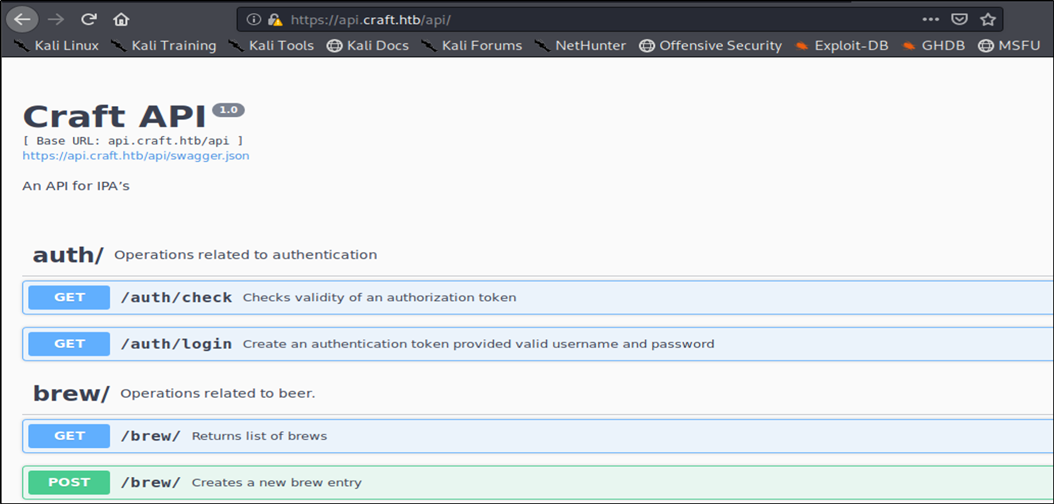 https://api.craft.htb/api/
Kali Linux Kali Training Kali Tools Kali Docs Kali Forums NetHunter Offensive Security Exploit-DB GHDB MSFU
Craft API 1.0
[ Base URL: api.craft.htb/api ]
https://api.craft.htb/api/swagger.json
An API for IPA's
auth/ Operations related to authentication
GET /auth/check Checks validity of an authorization token
GET /auth/login Create an authentication token provided valid username and password
brew/ Operations related to beer.
GET /brew/ Returns list of brews
POST /brew/ Creates a new brew entry